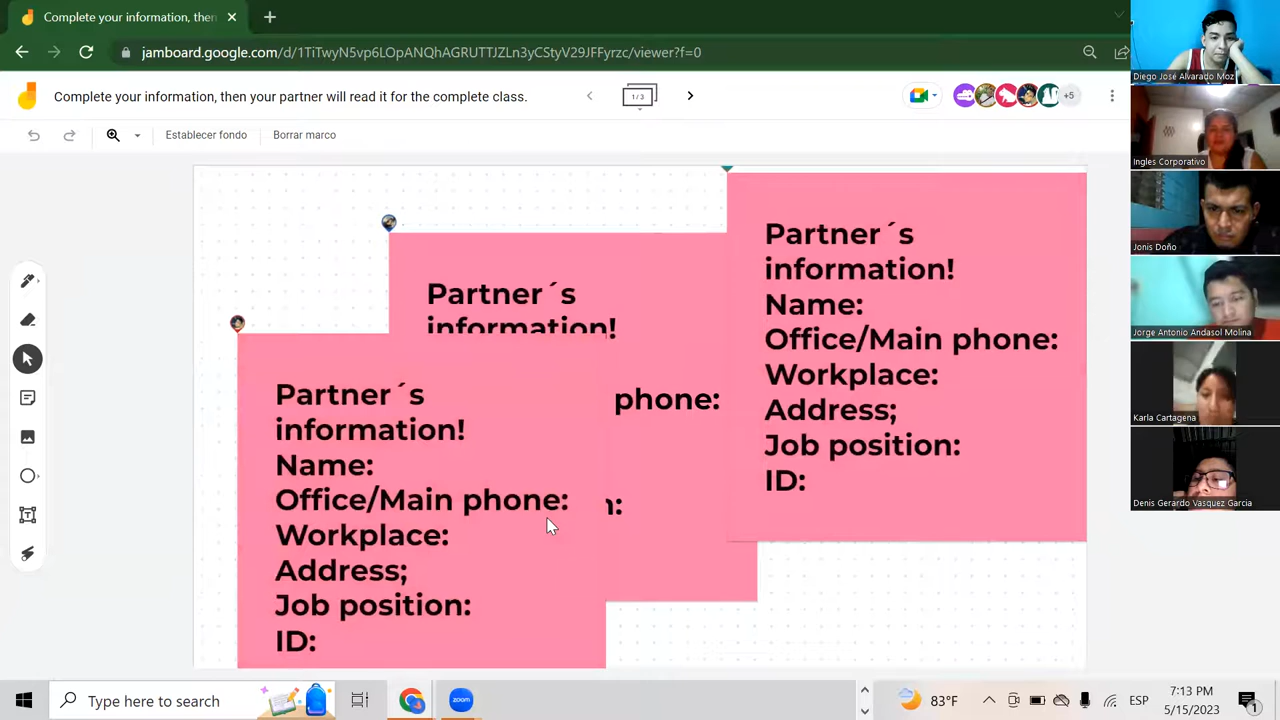 Complete your information, then
jamboard.google.com/d/1TiTwyN5vp6LOpANQhAGRUTTJZLn3yCStyV29JFFyrzc/viewer?f=0
Complete your information, then your partner will read it for the complete class.
1/3
+5
Establecer fondo
Borrar marco
Partner´s
information!
Name:
Office/Main phone:
Workplace:
Address;
Job position:
ID:
Partner´s
information!
phone:
Partner´s
information!
Name:
Office/Main phone:
Workplace:
Address;
Job position:
ID:
Diego José Alvarado Moz
Ingles Corporativo
Jonis Doño
Jorge Antonio Andasol Molina
Karla Cartagena
Denis Gerardo Vasquez Garcia
Type here to search
zoom
83°F
ESP
7:13 PM
5/15/2023
1